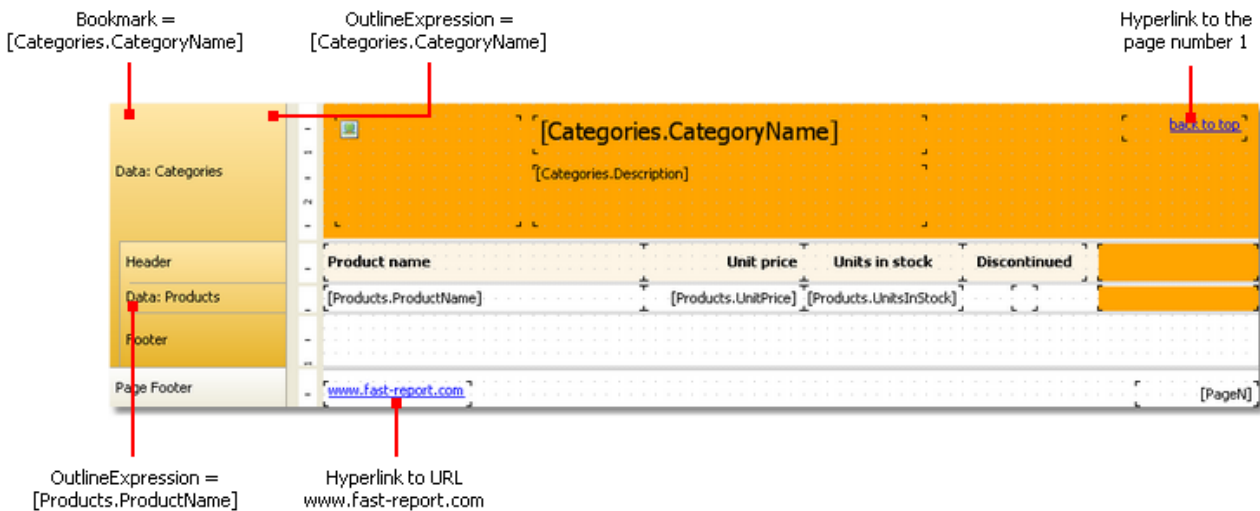 Bookmark =
[Categories.CategoryName]
OutlineExpression =
[Categories.CategoryName]
Hyperlink to the
page number 1
Data: Categories
1
2
[Categories.CategoryName]
back to top
[Categories.Description]
Header
Product name
Unit price
Units in stock
Discontinued
Data: Products
[Products.ProductName]
[Products.UnitPrice]
[Products.UnitsInStock]
Footer
Page Footer
www.fast-report.com
[PageN]
OutlineExpression =
[Products.ProductName]
Hyperlink to URL
www.fast-report.com